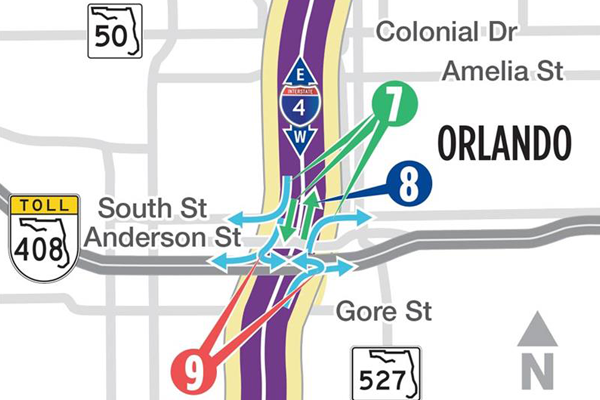 50
Colonial Dr
Amelia St
E
INTERSTATE
4
W
7
ORLANDO
8
TOLL
408
South St
Anderson St
Gore St
9
527
N